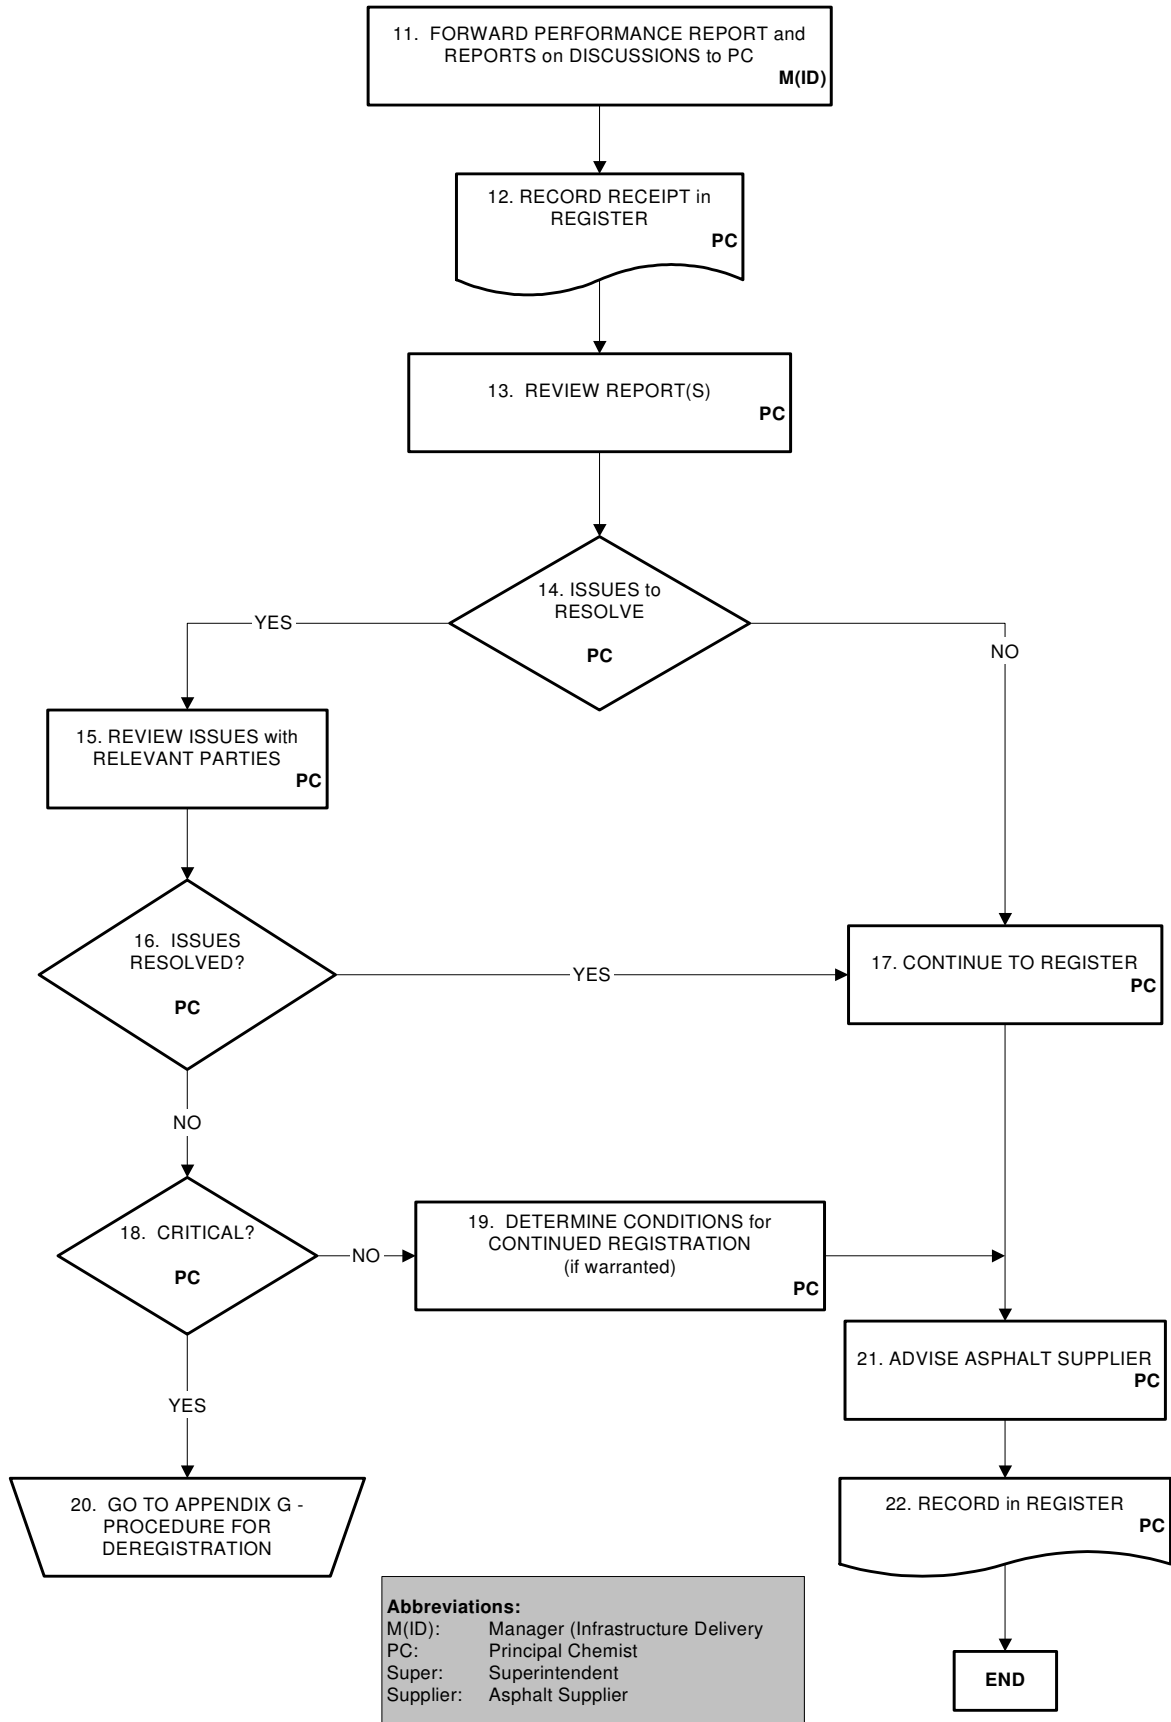 11. FORWARD PERFORMANCE REPORT and
REPORTS on DISCUSSIONS to PC
M(ID)
12. RECORD RECEIPT in
REGISTER
PC
13. REVIEW REPORT(S)
PC
14. ISSUES to
RESOLVE
PC
YES
NO
15. REVIEW ISSUES with
RELEVANT PARTIES
PC
16. ISSUES
RESOLVED?
PC
YES
17. CONTINUE TO REGISTER
PC
NO
18. CRITICAL?
PC
NO
19. DETERMINE CONDITIONS for
CONTINUED REGISTRATION
(if warranted)
PC
YES
21. ADVISE ASPHALT SUPPLIER
PC
20. GO TO APPENDIX G -
PROCEDURE FOR
DEREGISTRATION
22. RECORD in REGISTER
PC
Abbreviations:
M(ID): Manager (Infrastructure Delivery
PC: Principal Chemist
Super: Superintendent
Supplier: Asphalt Supplier
END